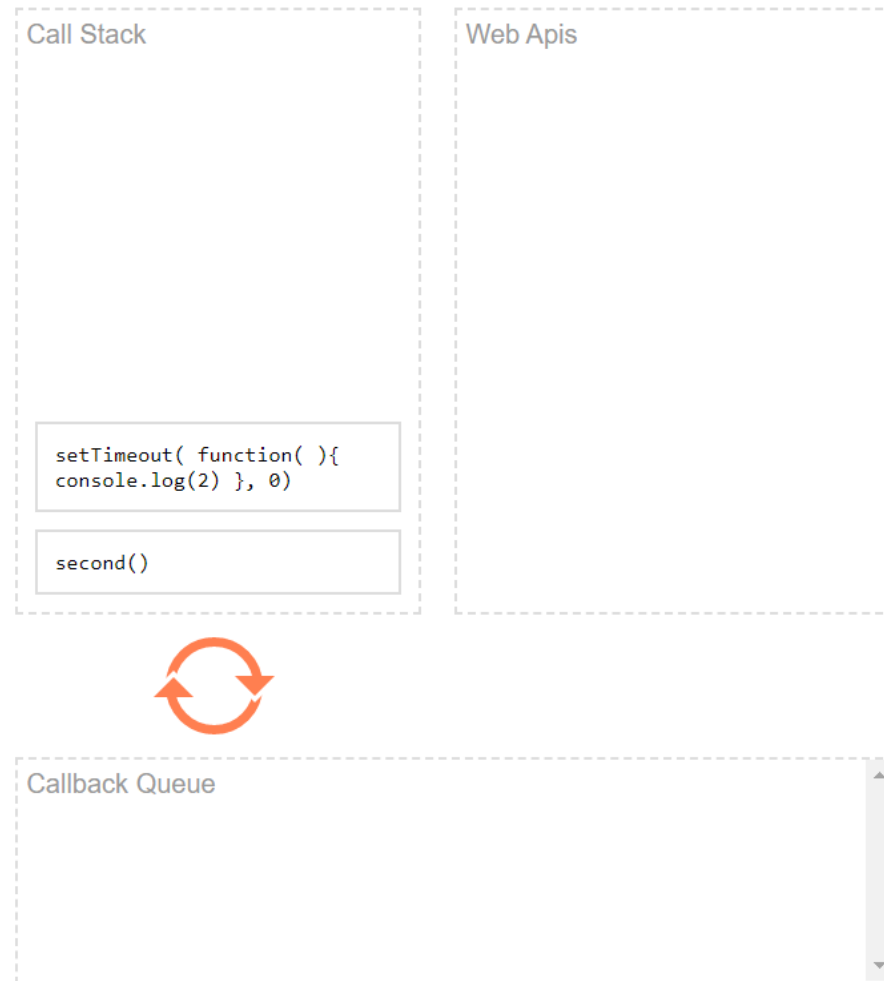 Call Stack
Web Apis
setTimeout( function( ){
console.log(2) }, 0)
second()
Callback Queue